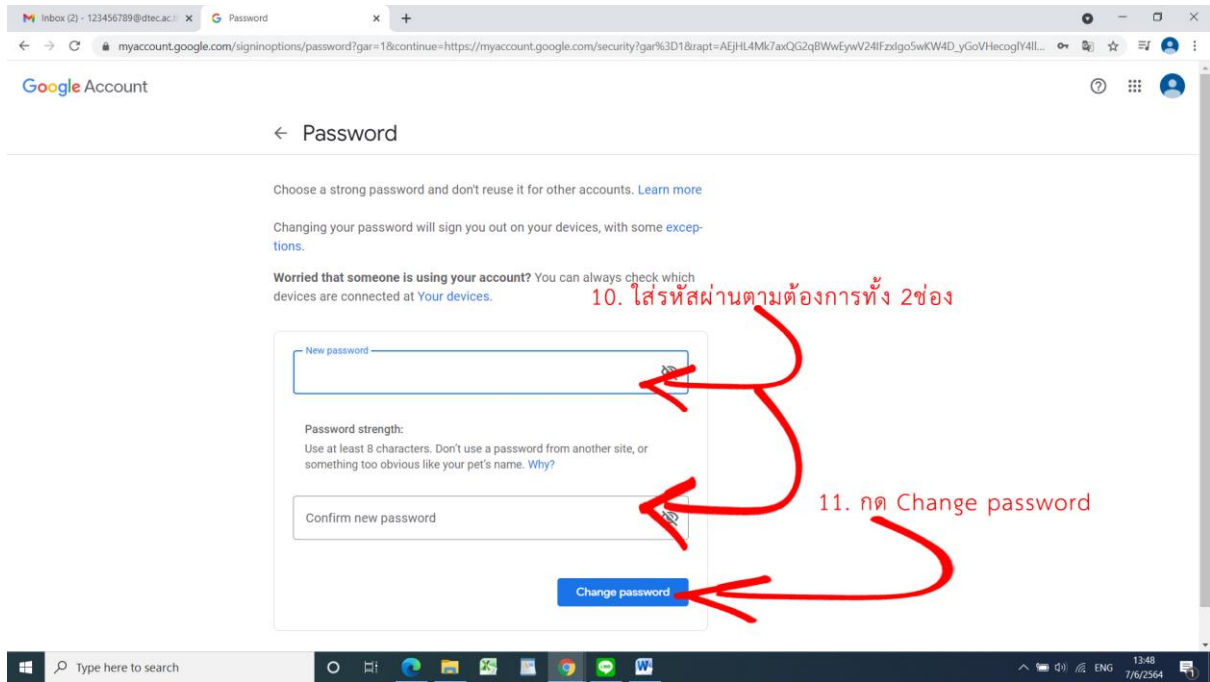 Inbox (2) - 123456789@dtec.ac.t
Password
myaccount.google.com/signinoptions/password?gar=1&continue=https://myaccount.google.com/security?gar%3D1&rapt=
Google Account
Password
Choose a strong password and don't reuse it for other accounts. Learn more
Changing your password will sign you out on your devices, with some excep-
tions.
Worried that someone is using your account? You can always check which
devices are connected at Your devices.
10. ใส่รหัสผ่านตามต้องการทั้ง 2ช่อง
New password
Password strength:
Use at least 8 characters. Don't use a password from another site, or
something too obvious like your pet's name. Why?
Confirm new password
11. กด Change password
Change password
Type here to search
ENG
13:48
7/6/2564